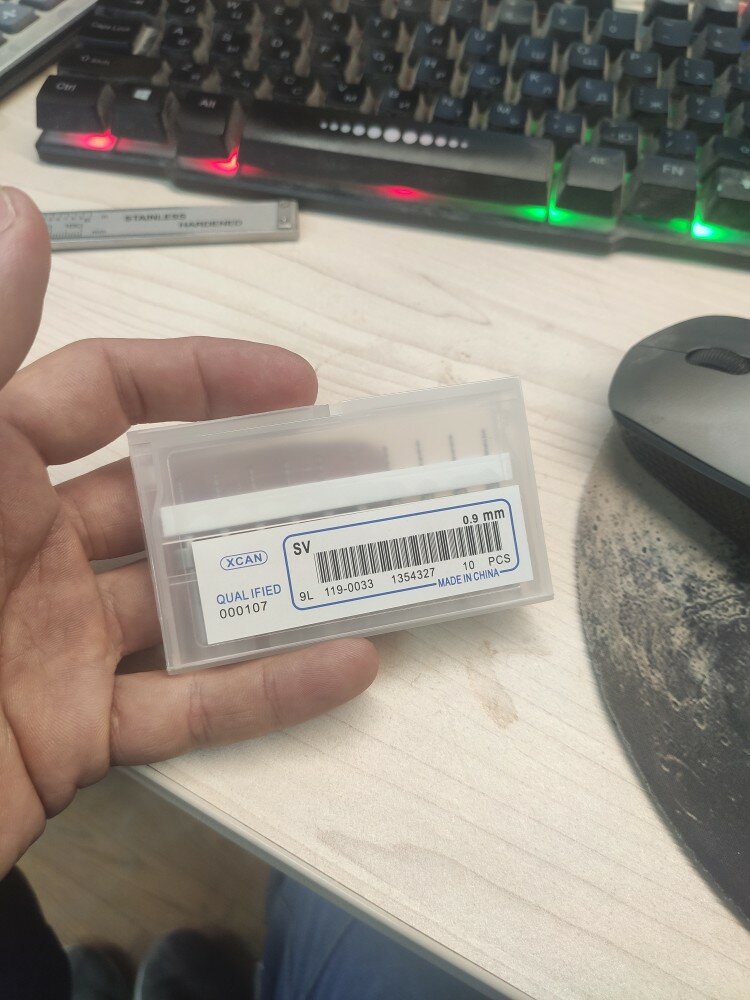 Ctrl
Alt
Alt
FN
STAINLESS
HARDENED
XCAN
QUALIFIED
000107
SV
0.9 mm
9L 119-0033 1354327 10 PCS
MADE IN CHINA